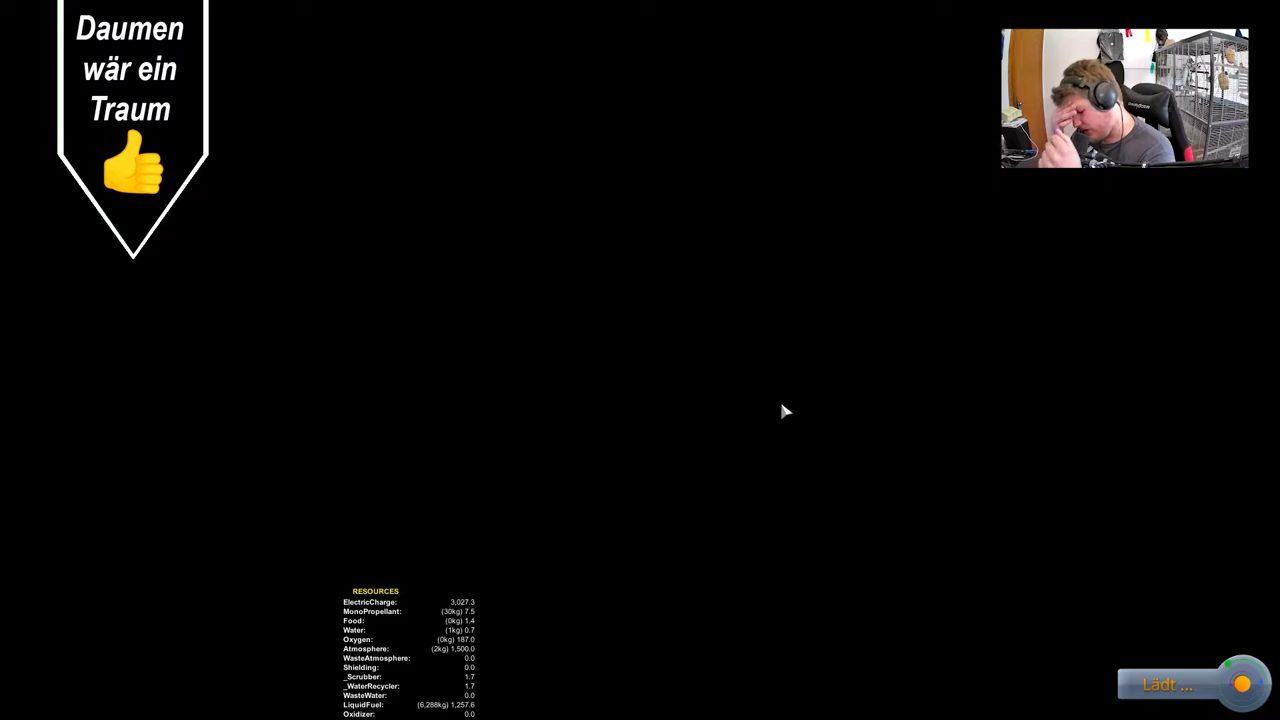 Daumen
wär ein
Traum
RESOURCES
ElectricCharge: 3,027.3
MonoPropellant: (30kg) 7.5
Food: (0kg) 1.4
Water: (1kg) 0.7
Oxygen: (0kg) 187.0
Atmosphere: (2kg) 1,500.0
WasteAtmosphere: 0.0
Shielding: 0.0
_Scrubber: 1.7
_WaterRecycler: 1.7
WasteWater: 0.0
LiquidFuel: (6,288kg) 1,257.6
Oxidizer: 0.0
Lädt ...